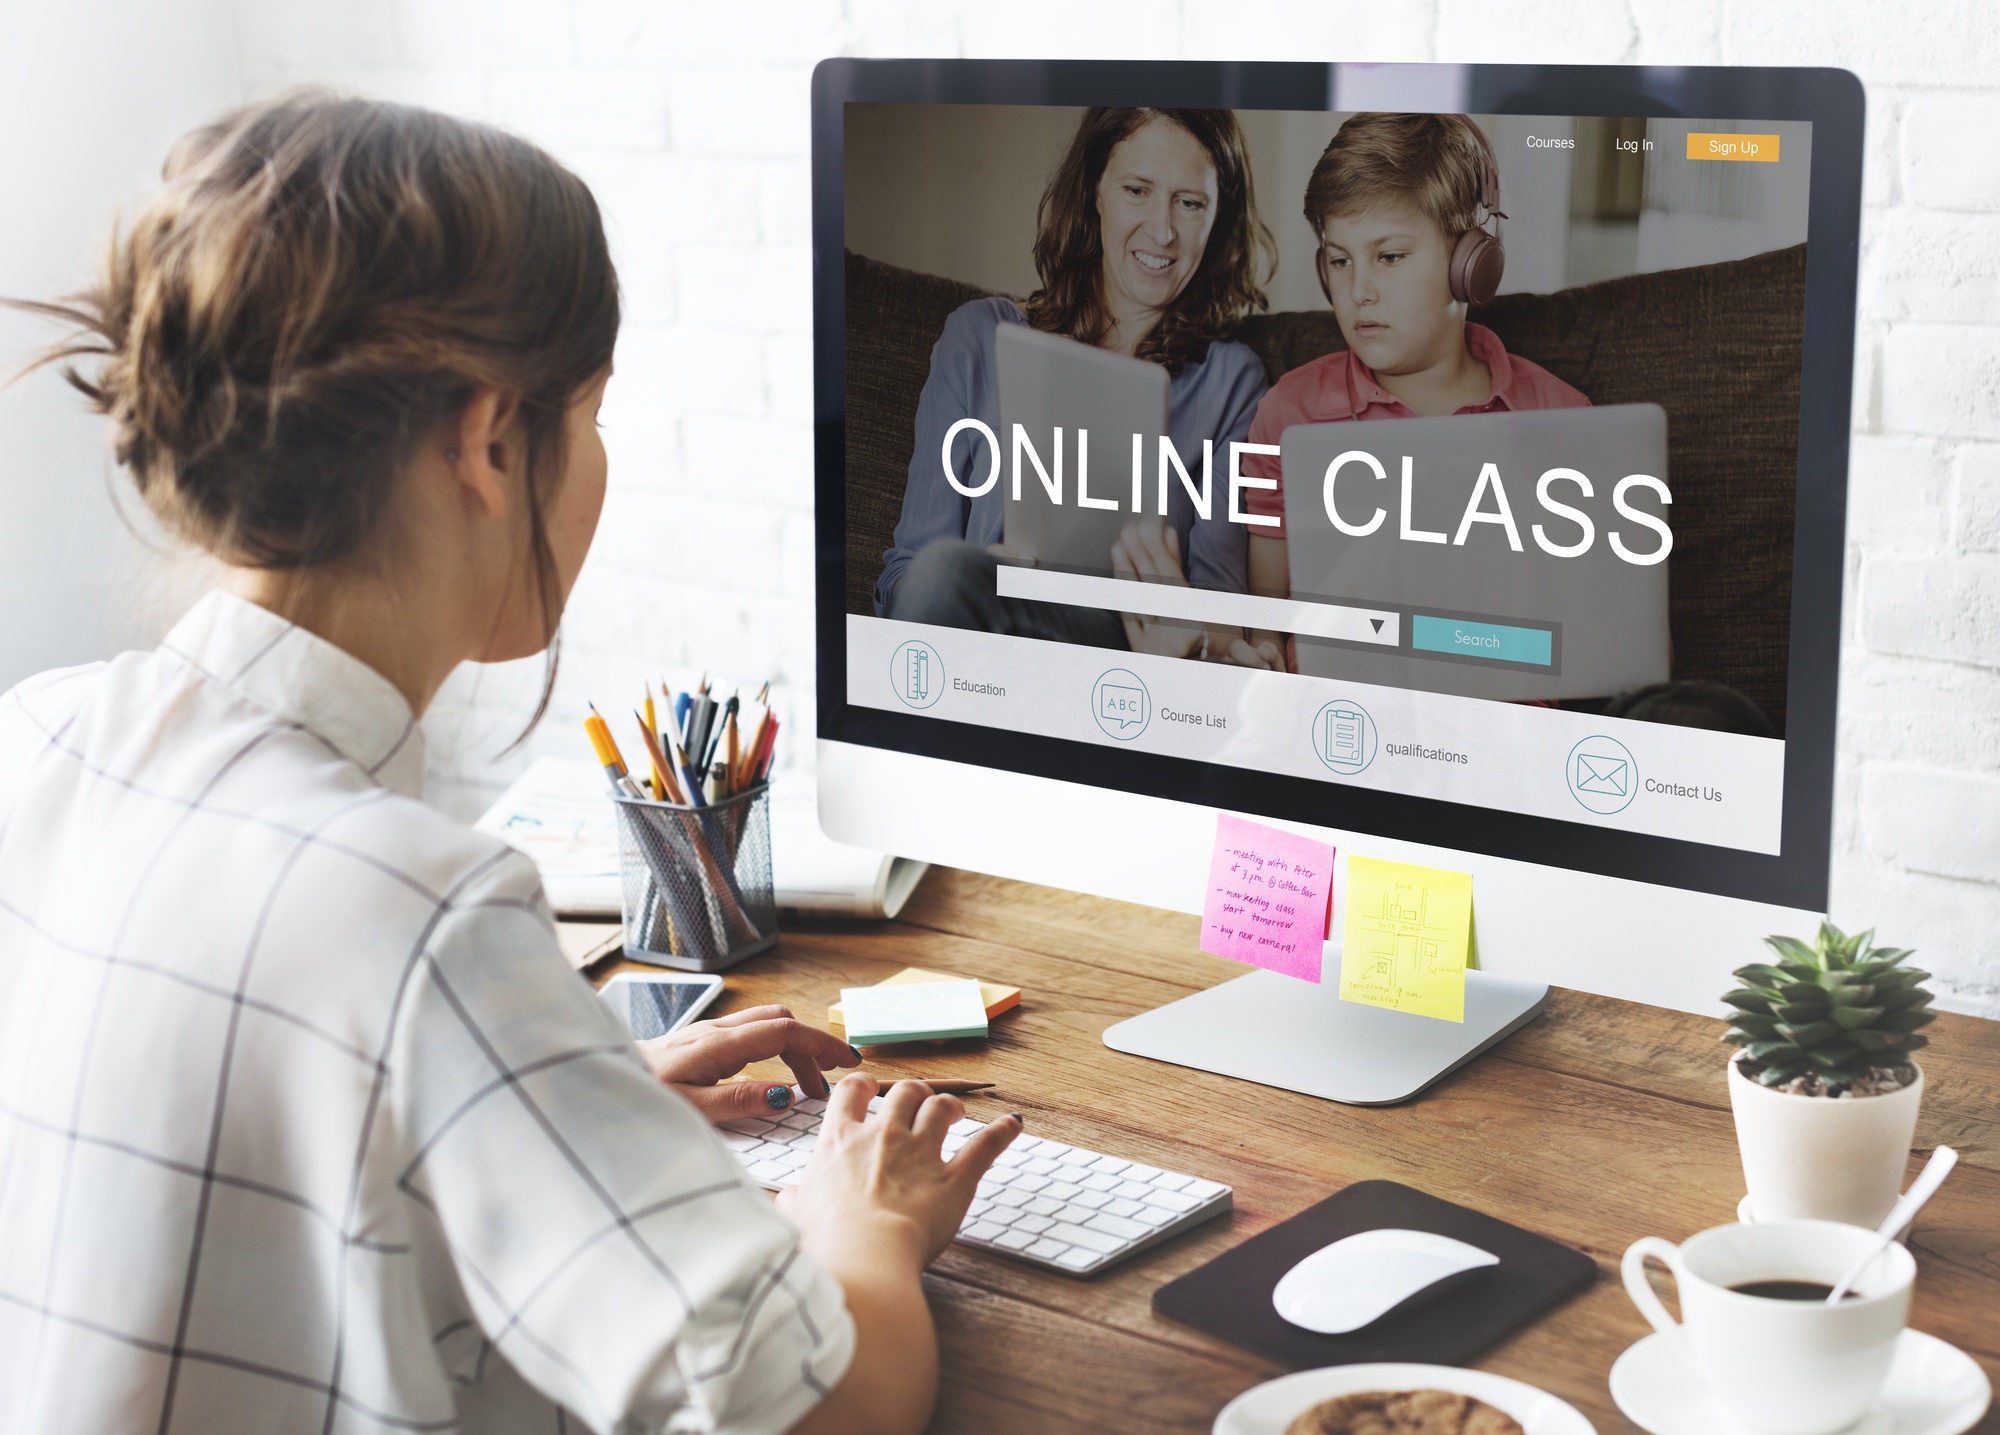 Courses
Log In
Sign Up
ONLINE CLASS
Search
Education
ABC
Course List
qualifications
Contact Us
- meeting with Peter
at 3 pm. @ Coffee Bar
- marketing class
start tomorrow
- buy new camera!
tomorrow 9 am.
meeting